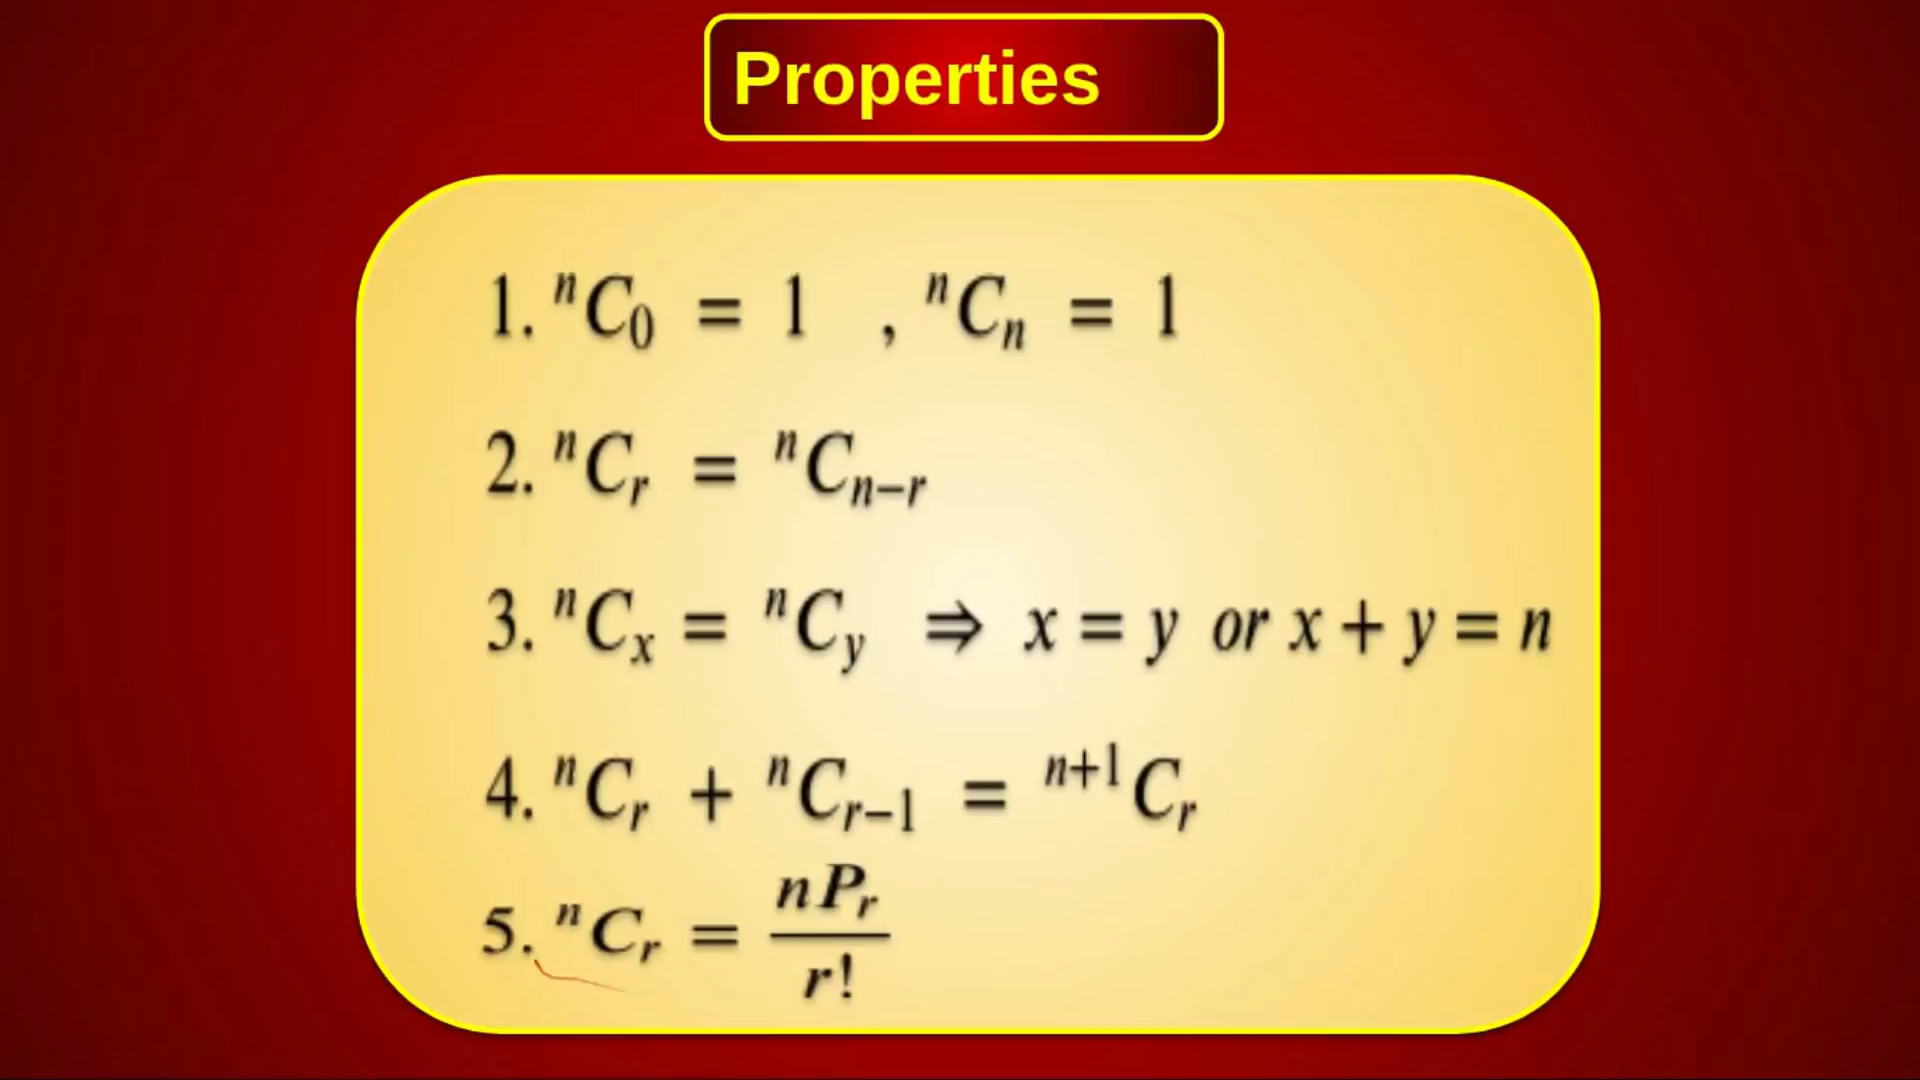 Properties
1. ⁿC₀ = 1 , ⁿCₙ = 1
2. ⁿCᵣ = ⁿCₙ₋ᵣ
3. ⁿCₓ = ⁿC_y ⇒ x = y or x + y = n
4. ⁿCᵣ + ⁿCᵣ₋₁ = ⁿ⁺¹Cᵣ
5. ⁿCᵣ = nPᵣ / r!